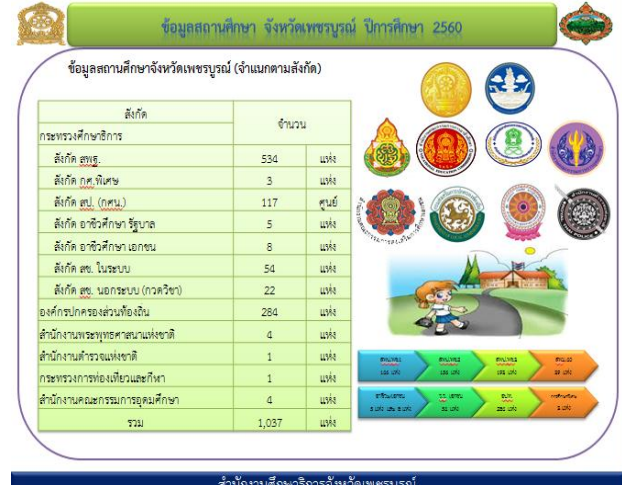 ข้อมูลสถานศึกษา จังหวัดเพชรบูรณ์ ปีการศึกษา 2560
ข้อมูลสถานศึกษาจังหวัดเพชรบูรณ์ (จำแนกตามสังกัด)
สังกัด จำนวน
กระทรวงศึกษาธิการ
สังกัด สพฐ. 534 แห่ง
สังกัด กศ.พิเศษ 3 แห่ง
สังกัด สป. (กศน.) 117 ศูนย์
สังกัด อาชีวศึกษา รัฐบาล 5 แห่ง
สังกัด อาชีวศึกษา เอกชน 8 แห่ง
สังกัด สช. ในระบบ 54 แห่ง
สังกัด สช. นอกระบบ (กวดวิชา) 22 แห่ง
องค์กรปกครองส่วนท้องถิ่น 284 แห่ง
สำนักงานพระพุทธศาสนาแห่งชาติ 4 แห่ง
สำนักงานตำรวจแห่งชาติ 1 แห่ง
กระทรวงการท่องเที่ยวและกีฬา 1 แห่ง
สำนักงานคณะกรรมการอุดมศึกษา 4 แห่ง
รวม 1,037 แห่ง
สำนักงานศึกษาธิการจังหวัดเพชรบูรณ์